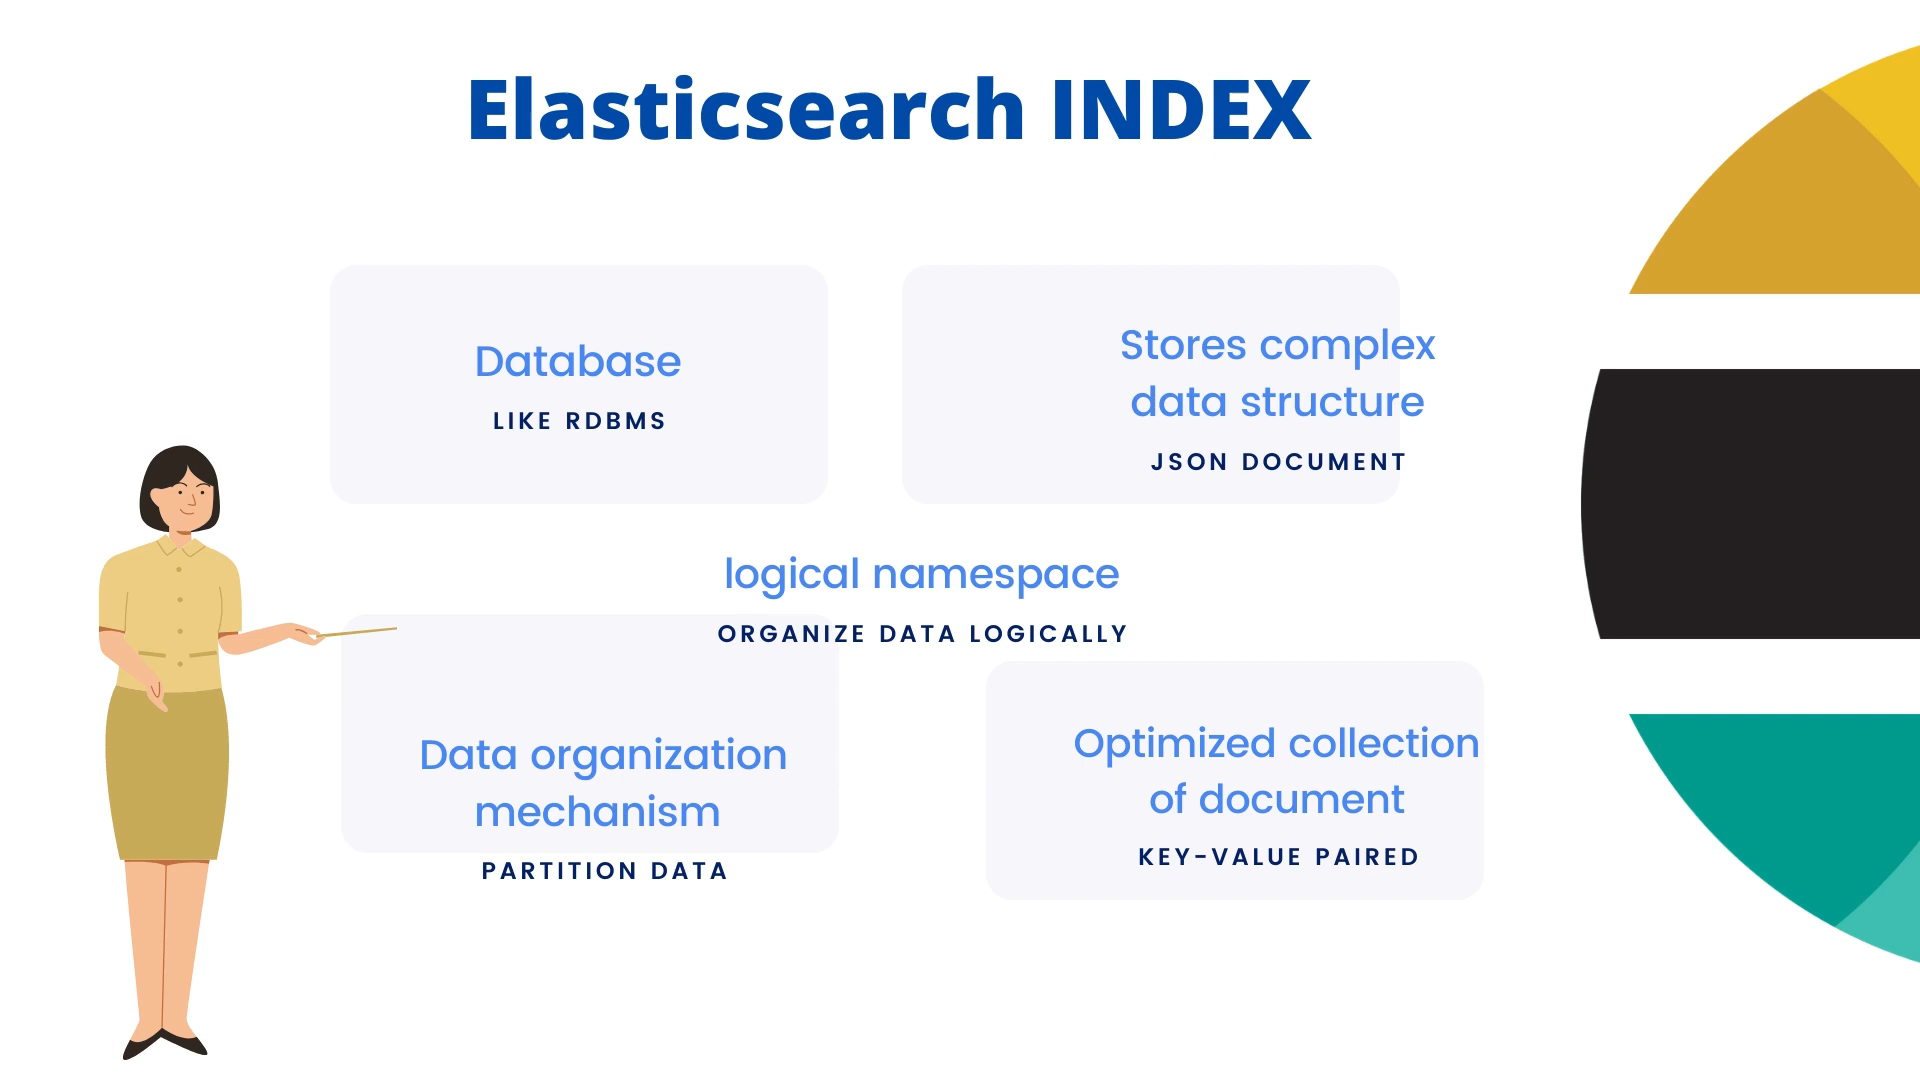 Elasticsearch INDEX
Database
LIKE RDBMS
Stores complex
data structure
JSON DOCUMENT
logical namespace
ORGANIZE DATA LOGICALLY
Data organization
mechanism
PARTITION DATA
Optimized collection
of document
KEY-VALUE PAIRED